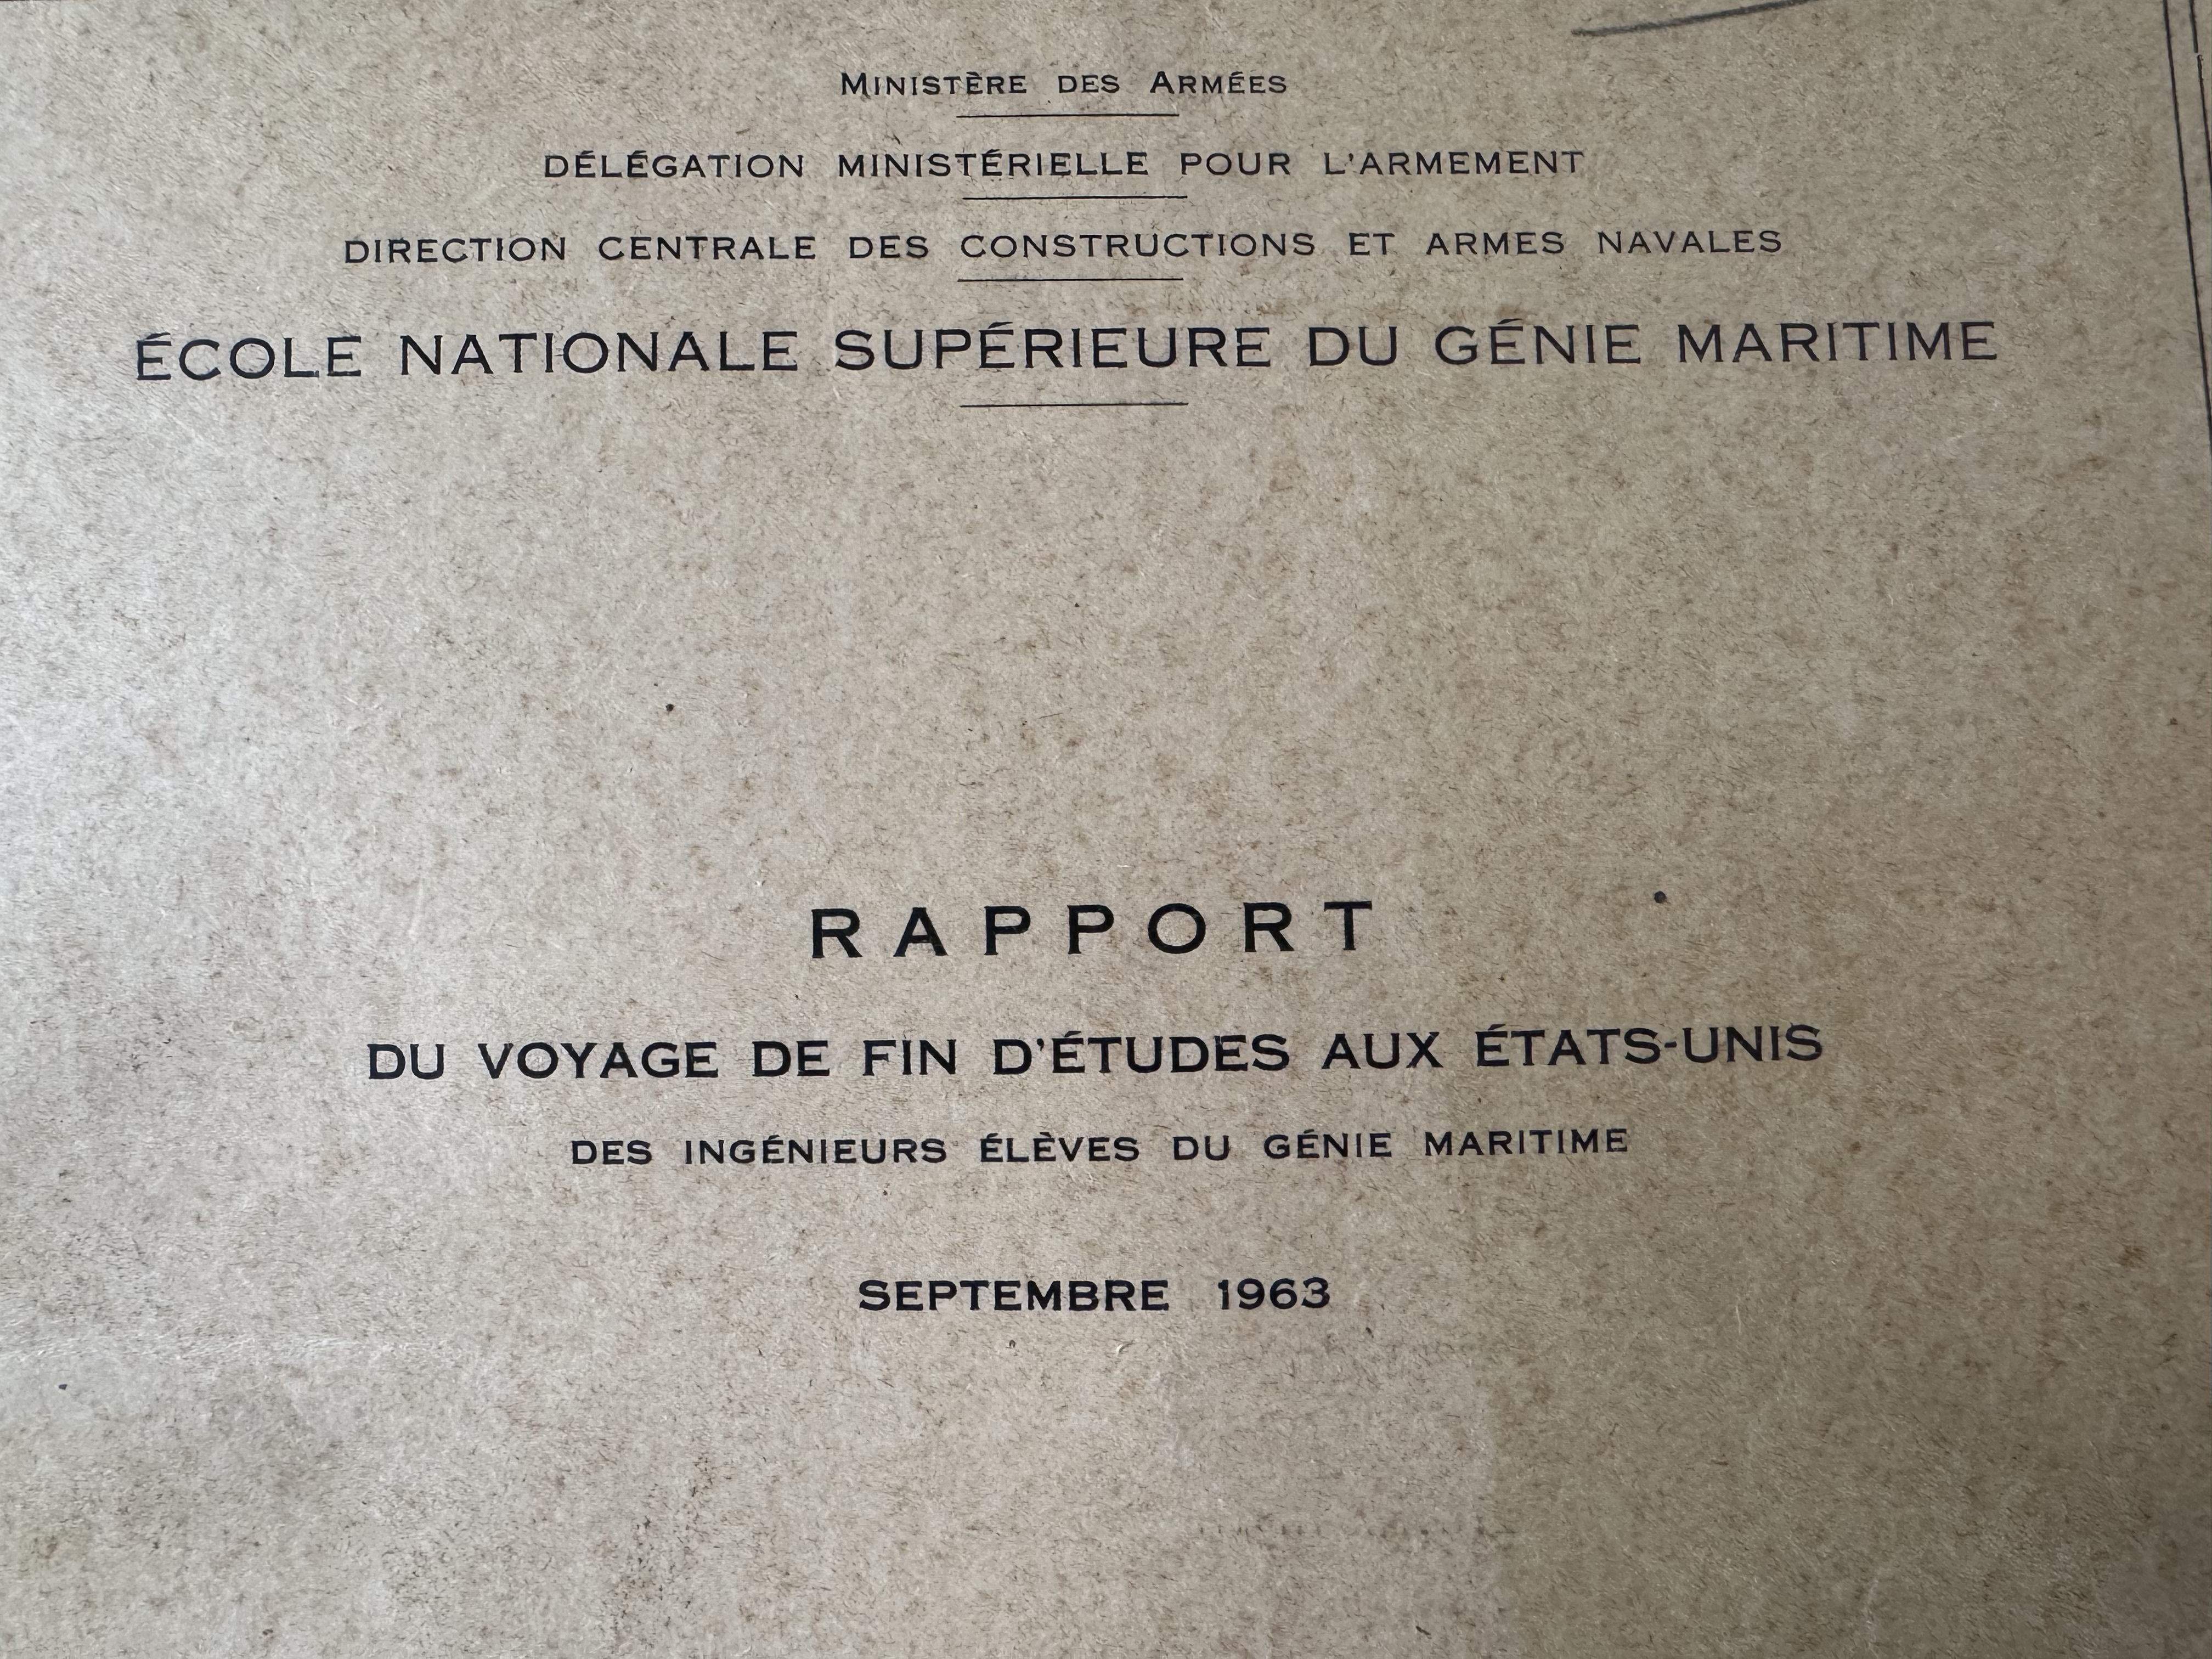 Ministère des Armées
DÉLÉGATION MINISTÉRIELLE POUR L'ARMEMENT
DIRECTION CENTRALE DES CONSTRUCTIONS ET ARMES NAVALES
ÉCOLE NATIONALE SUPÉRIEURE DU GÉNIE MARITIME
RAPPORT
DU VOYAGE DE FIN D'ÉTUDES AUX ÉTATS-UNIS
DES INGÉNIEURS ÉLÈVES DU GÉNIE MARITIME
SEPTEMBRE 1963